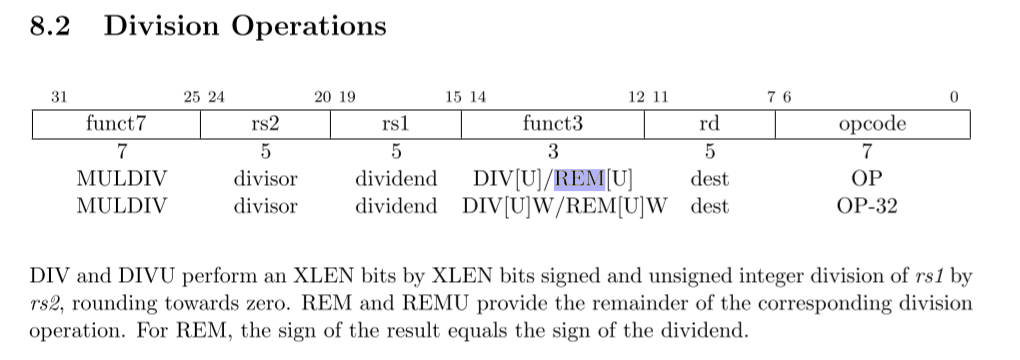 8.2 Division Operations
31 25 24 20 19 15 14 12 11 7 6 0
funct7 rs2 rs1 funct3 rd opcode
7 5 5 3 5 7
MULDIV divisor dividend DIV[U]/REM[U] dest OP
MULDIV divisor dividend DIV[U]W/REM[U]W dest OP-32
DIV and DIVU perform an XLEN bits by XLEN bits signed and unsigned integer division of rs1 by
rs2, rounding towards zero. REM and REMU provide the remainder of the corresponding division
operation. For REM, the sign of the result equals the sign of the dividend.